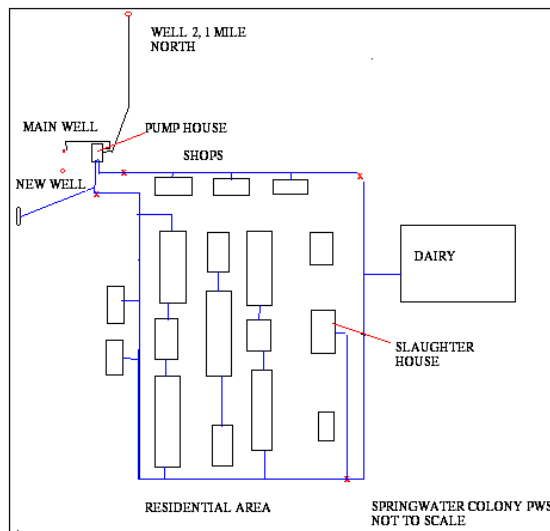 WELL 2, 1 MILE
NORTH
MAIN WELL
PUMP HOUSE
SHOPS
NEW WELL
DAIRY
SLAUGHTER
HOUSE
RESIDENTIAL AREA
SPRINGWATER COLONY PWS
NOT TO SCALE